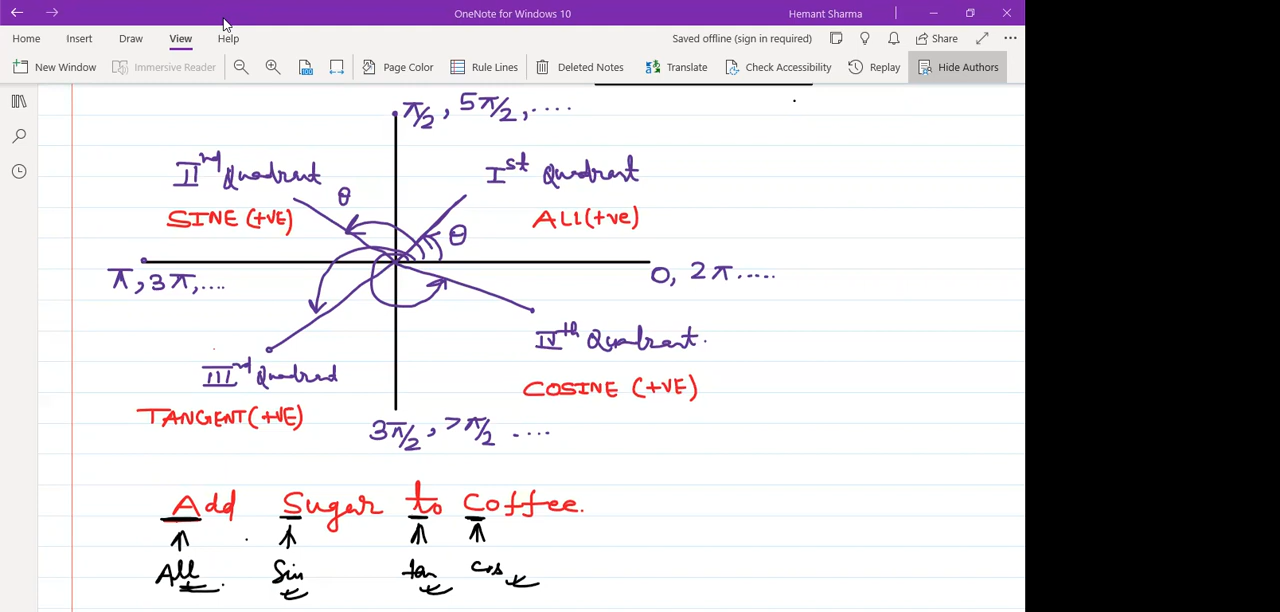 OneNote for Windows 10
Hemant Sharma
Home Insert Draw View Help
Saved offline (sign in required) Share
New Window Immersive Reader 100 Page Color Rule Lines Deleted Notes Translate Check Accessibility Replay Hide Authors
π/2, 5π/2, ....
IInd Quadrant
Ist Quadrant
θ
SINE (+VE)
ALL (+ve)
θ
π, 3π, ....
0, 2π .....
IVth Quadrant.
IIIrd Quadrad
COSINE (+VE)
TANGENT (+VE)
3π/2, 7π/2 ....
Add Sugar to Coffee.
All Sin tan cos